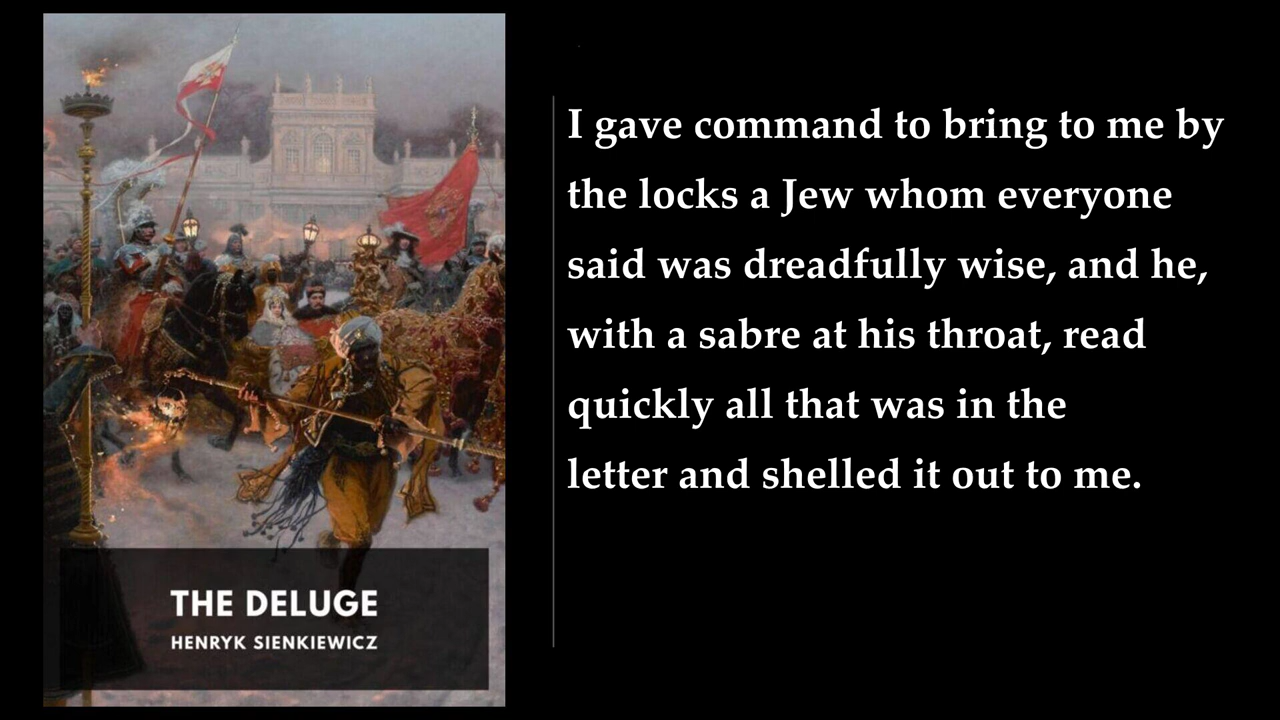 I gave command to bring to me by
the locks a Jew whom everyone
said was dreadfully wise, and he,
with a sabre at his throat, read
quickly all that was in the
letter and shelled it out to me.
THE DELUGE
HENRYK SIENKIEWICZ